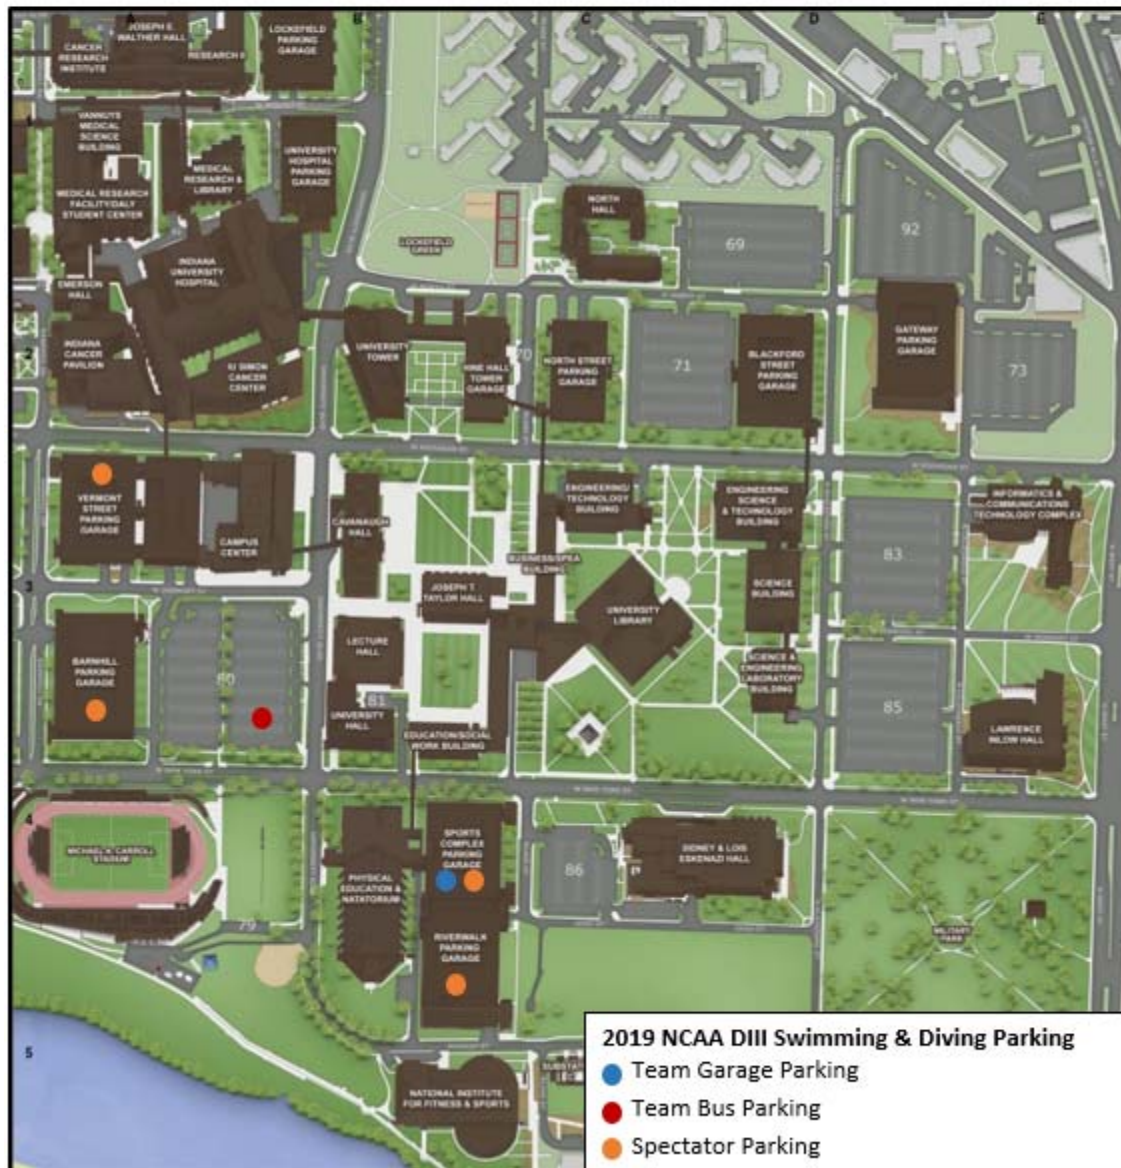 A
B
C
D
E
JOSEPH E.
WALTHER HALL
CANCER
RESEARCH
INSTITUTE
RESEARCH II
LOCKEFIELD
PARKING
GARAGE
VANNUYS
MEDICAL
SCIENCE
BUILDING
MEDICAL
RESEARCH &
LIBRARY
UNIVERSITY
HOSPITAL
PARKING
GARAGE
MEDICAL RESEARCH
FACILITY/DALY
STUDENT CENTER
NORTH
HALL
69
92
LOCKEFIELD
GREEN
INDIANA
UNIVERSITY
HOSPITAL
EMERSON
HALL
INDIANA
CANCER
PAVILION
IU SIMON
CANCER
CENTER
2
UNIVERSITY
TOWER
HINE HALL
TOWER
GARAGE
70
NORTH STREET
PARKING
GARAGE
71
BLACKFORD
STREET
PARKING
GARAGE
GATEWAY
PARKING
GARAGE
73
VERMONT
STREET
PARKING
GARAGE
CAMPUS
CENTER
CAVANAUGH
HALL
ENGINEERING/
TECHNOLOGY
BUILDING
ENGINEERING
SCIENCE
& TECHNOLOGY
BUILDING
INFORMATICS &
COMMUNICATIONS
TECHNOLOGY COMPLEX
83
BUSINESS/SPEA
BUILDING
3
JOSEPH T.
TAYLOR HALL
UNIVERSITY
LIBRARY
SCIENCE
BUILDING
BARNHILL
PARKING
GARAGE
80
LECTURE
HALL
81
UNIVERSITY
HALL
EDUCATION/SOCIAL
WORK BUILDING
SCIENCE &
ENGINEERING
LABORATORY
BUILDING
85
LAWRENCE
INLOW HALL
4
MICHAEL A. CARROLL
STADIUM
79
PHYSICAL
EDUCATION &
NATATORIUM
SPORTS
COMPLEX
PARKING
GARAGE
86
SIDNEY & LOIS
ESKENAZI HALL
RIVERWALK
PARKING
GARAGE
MILITARY
PARK
5
NATIONAL INSTITUTE
FOR FITNESS & SPORTS
2019 NCAA DIII Swimming & Diving Parking
Team Garage Parking
Team Bus Parking
Spectator Parking